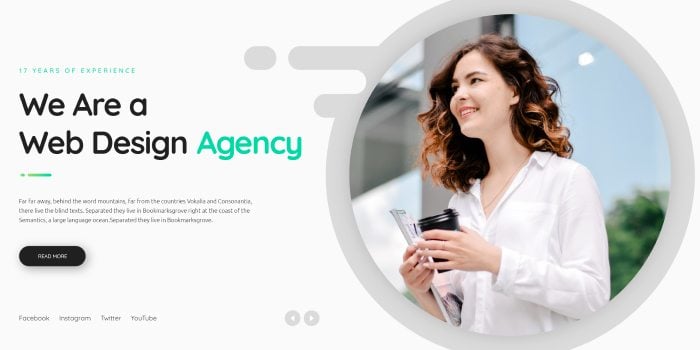 17 YEARS OF EXPERIENCE
We Are a
Web Design Agency
Far far away, behind the word mountains, far from the countries Vokalia and Consonantia,
there live the blind texts. Separated they live in Bookmarksgrove right at the coast of the
Semantics, a large language ocean.Separated they live in Bookmarksgrove.
READ MORE
Facebook Instagram Twitter YouTube